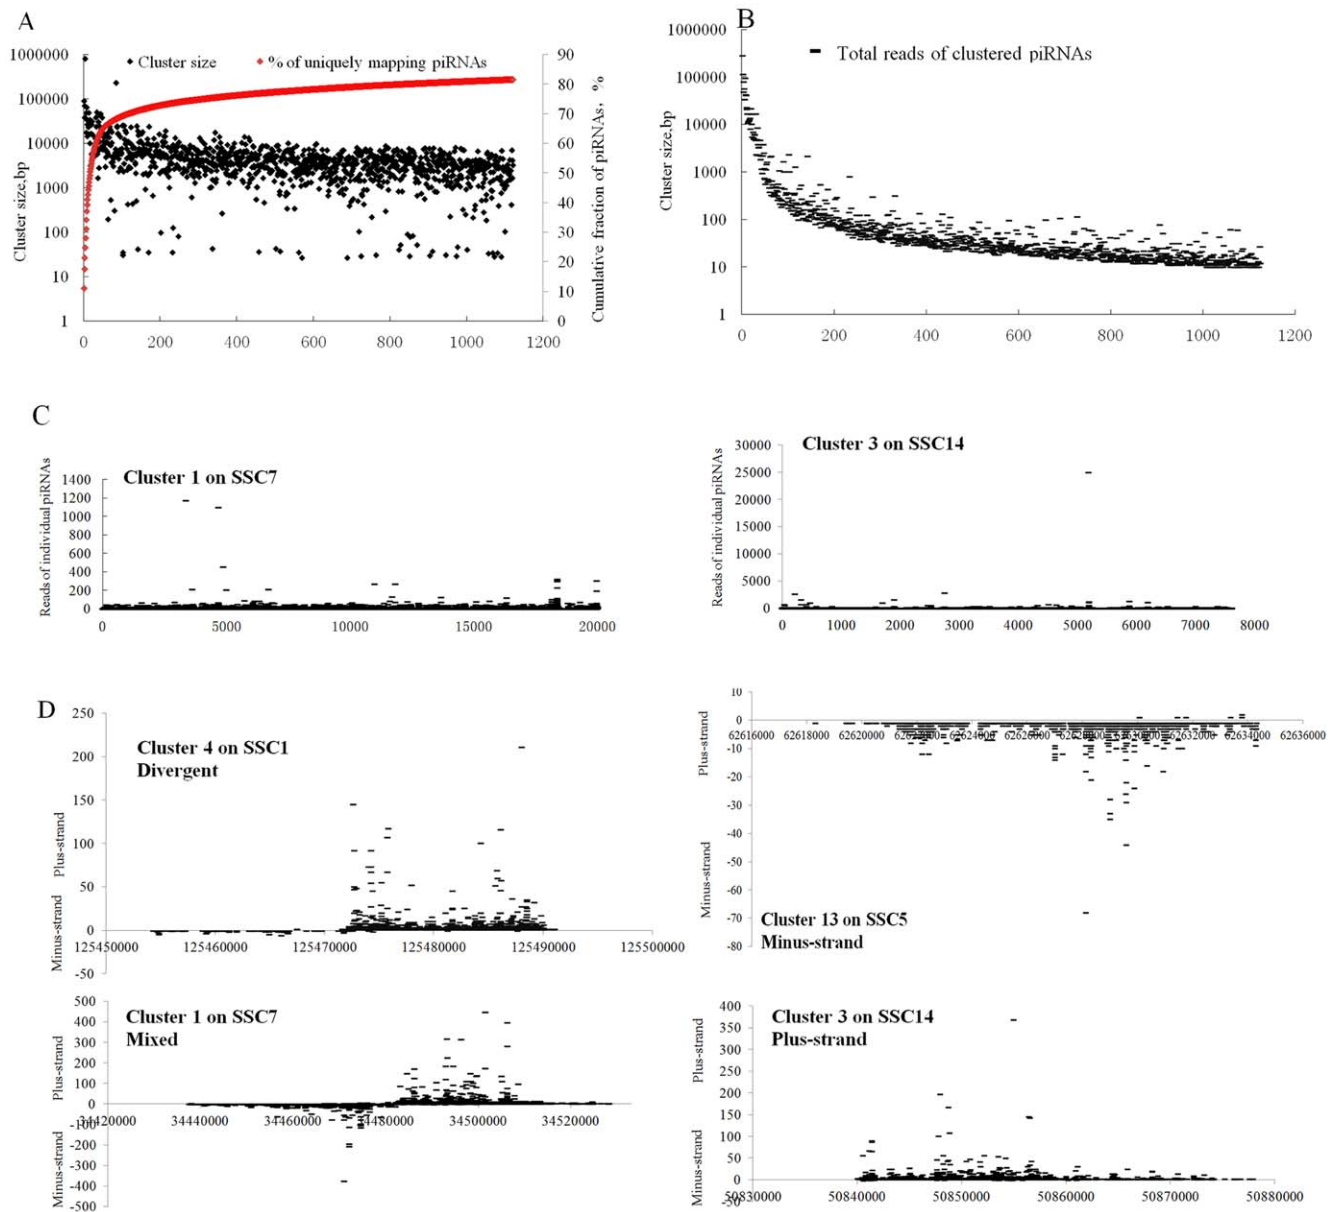 A
Cluster size
% of uniquely mapping piRNAs
1000000
100000
10000
1000
100
10
1
Cluster size,bp
90
80
70
60
50
40
30
20
10
0
Cumulative fraction of piRNAs, %
0 200 400 600 800 1000 1200
B
Total reads of clustered piRNAs
1000000
100000
10000
1000
100
10
1
Cluster size,bp
0 200 400 600 800 1000 1200
C
Cluster 1 on SSC7
Reads of individual piRNAs
1400
1200
1000
800
600
400
200
0
0 5000 10000 15000 20000
Cluster 3 on SSC14
Reads of individual piRNAs
30000
25000
20000
15000
10000
5000
0
0 1000 2000 3000 4000 5000 6000 7000 8000
D
Cluster 4 on SSC1
Divergent
Plus-strand
Minus-strand
250
200
150
100
50
0
-50
125450000 125460000 125470000 125480000 125490000 125500000
Cluster 13 on SSC5
Minus-strand
Plus-strand
Minus-strand
10
0
-10
-20
-30
-40
-50
-60
-70
-80
62616000 62618000 62620000 62624000 62632000 62634000 62636000
Cluster 1 on SSC7
Mixed
Plus-strand
Minus-strand
500
400
300
200
100
0
-100
-200
-300
-400
-500
34420000 34440000 34460000 34480000 34500000 34520000
Cluster 3 on SSC14
Plus-strand
Plus-strand
Minus-strand
400
350
300
250
200
150
100
50
0
-50
50830000 50840000 50850000 50860000 50870000 50880000